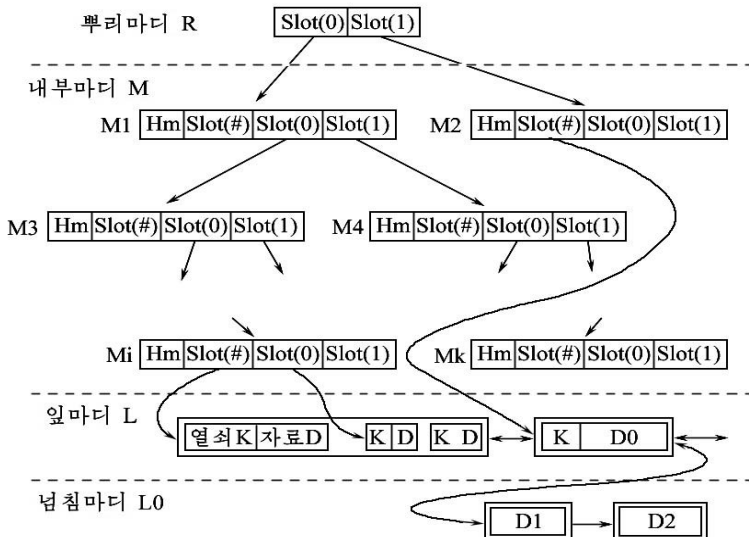 뿌리마디 R
Slot(0) Slot(1)
내부마디 M
M1 Hm Slot(#) Slot(0) Slot(1)
M2 Hm Slot(#) Slot(0) Slot(1)
M3 Hm Slot(#) Slot(0) Slot(1)
M4 Hm Slot(#) Slot(0) Slot(1)
Mi Hm Slot(#) Slot(0) Slot(1)
Mk Hm Slot(#) Slot(0) Slot(1)
잎마디 L
열쇠K 자료D K D K D K D0
넘침마디 L0
D1 D2